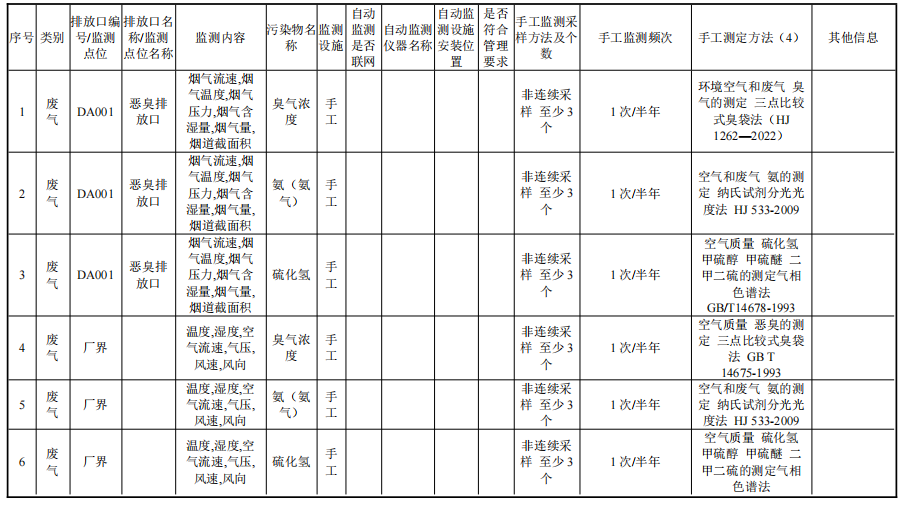 序号 类别 排放口编号/监测点位 排放口名称/监测点位名称 监测内容 污染物名称 监测设施 自动监测是否联网 自动监测仪器名称 自动监测设施安装位置 是否符合管理要求 手工监测采样方法及个数 手工监测频次 手工测定方法（4） 其他信息
1 废气 DA001 恶臭排放口 烟气流速,烟气温度,烟气压力,烟气含湿量,烟气量,烟道截面积 臭气浓度 手工 非连续采样 至少3个 1次/半年 环境空气和废气 臭气的测定 三点比较式臭袋法（HJ 1262—2022）
2 废气 DA001 恶臭排放口 烟气流速,烟气温度,烟气压力,烟气含湿量,烟气量,烟道截面积 氨（氨气） 手工 非连续采样 至少3个 1次/半年 空气和废气 氨的测定 纳氏试剂分光光度法 HJ 533-2009
3 废气 DA001 恶臭排放口 烟气流速,烟气温度,烟气压力,烟气含湿量,烟气量,烟道截面积 硫化氢 手工 非连续采样 至少3个 1次/半年 空气质量 硫化氢 甲硫醇 甲硫醚 二甲二硫的测定气相色谱法 GB/T14678-1993
4 废气 厂界 温度,湿度,空气流速,气压,风速,风向 臭气浓度 手工 非连续采样 至少3个 1次/半年 空气质量 恶臭的测定 三点比较式臭袋法 GB T 14675-1993
5 废气 厂界 温度,湿度,空气流速,气压,风速,风向 氨（氨气） 手工 非连续采样 至少3个 1次/半年 空气和废气 氨的测定 纳氏试剂分光光度法 HJ 533-2009
6 废气 厂界 温度,湿度,空气流速,气压,风速,风向 硫化氢 手工 非连续采样 至少3个 1次/半年 空气质量 硫化氢 甲硫醇 甲硫醚 二甲二硫的测定气相色谱法